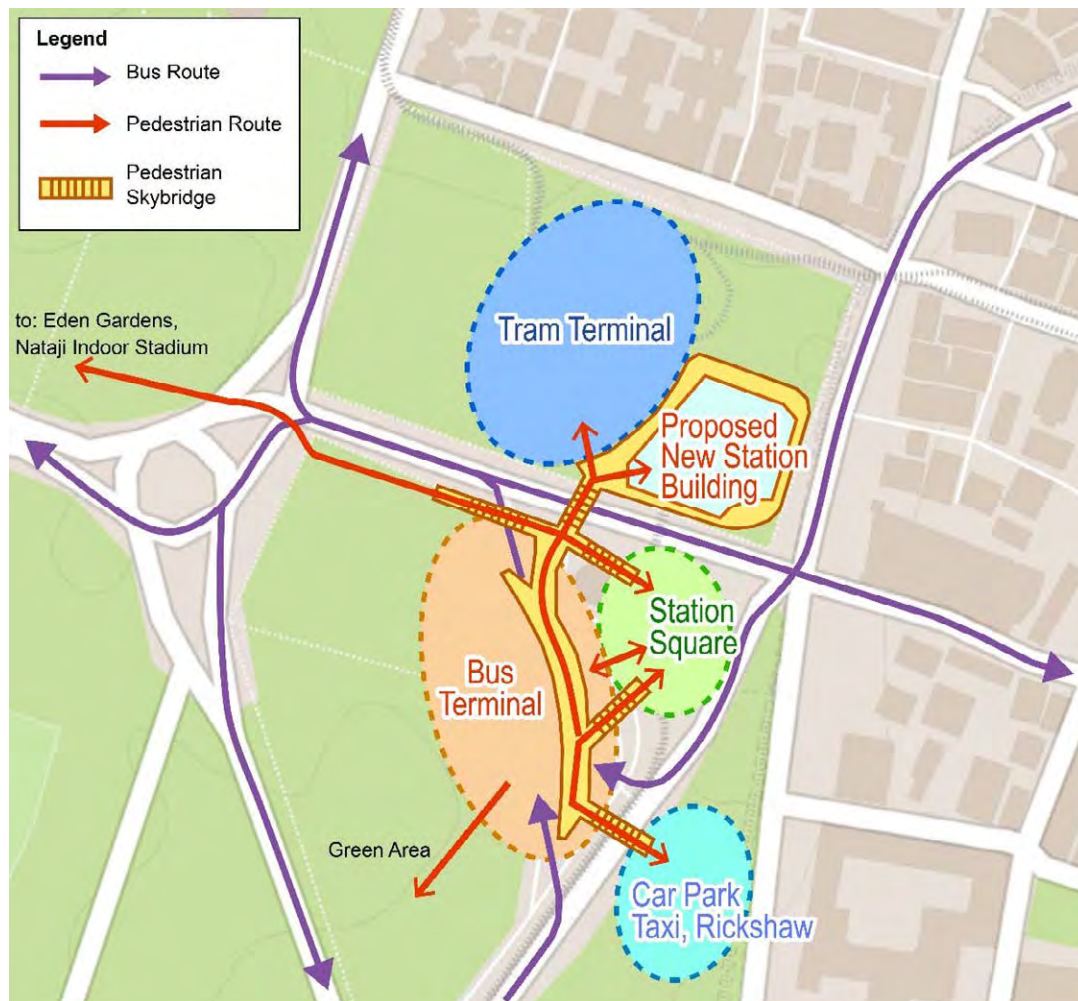 Legend
Bus Route
Pedestrian Route
Pedestrian
Skybridge
to: Eden Gardens,
Nataji Indoor Stadium
Tram Terminal
Proposed
New Station
Building
Station
Square
Bus
Terminal
Green Area
Car Park
Taxi, Rickshaw